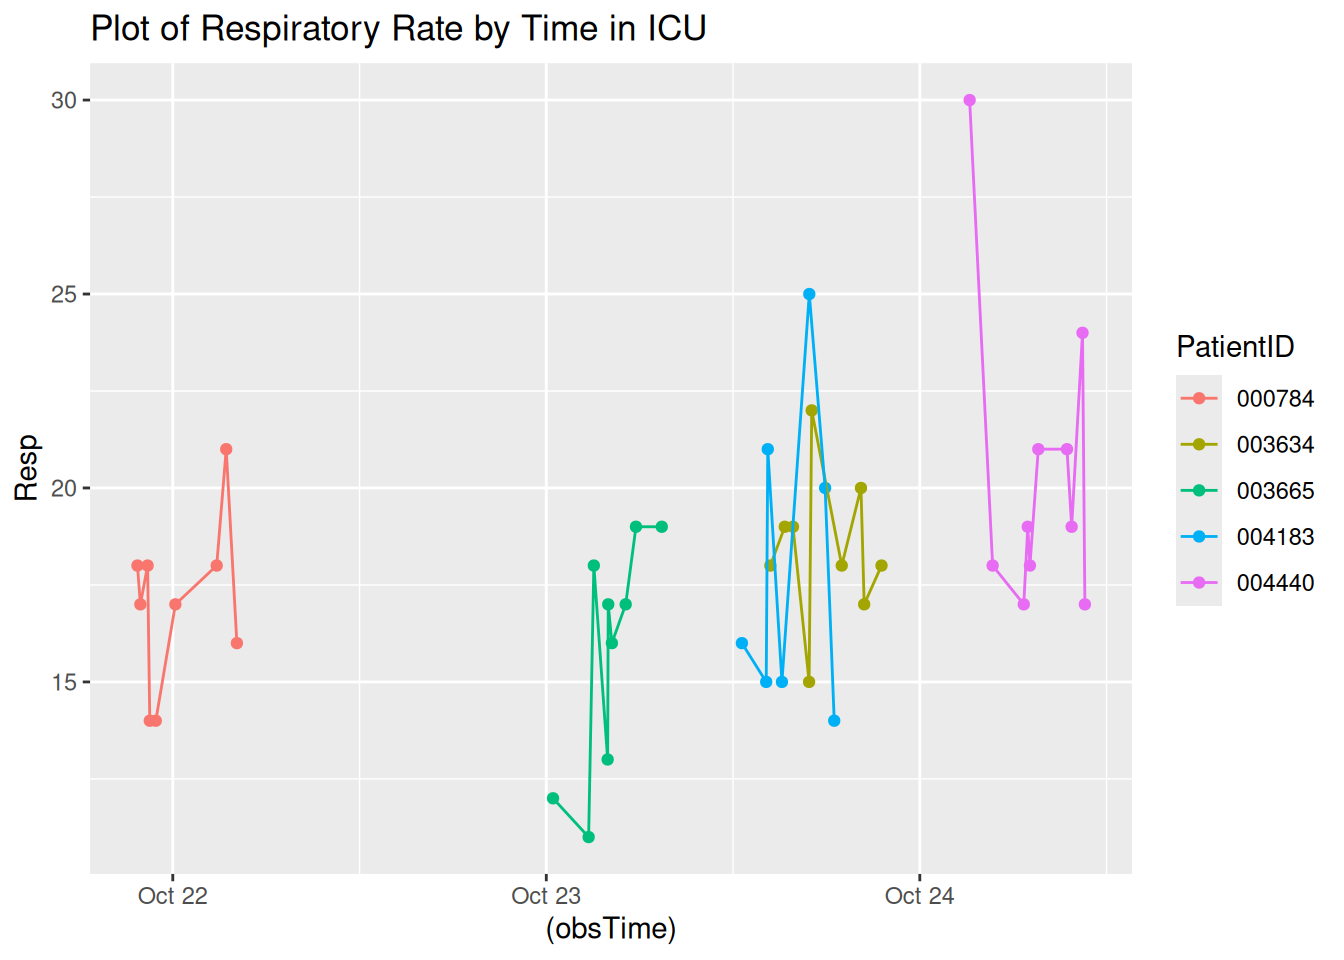 Plot of Respiratory Rate by Time in ICU
30
25
20
15
Resp
Oct 22
Oct 23
Oct 24
(obsTime)
PatientID
000784
003634
003665
004183
004440